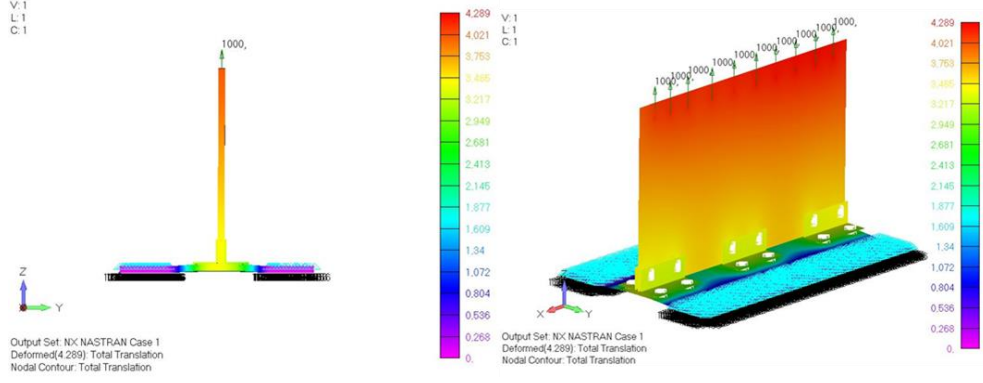 V: 1
L: 1
C: 1
1000,
4.289
4.021
3.753
3.485
3.217
2.949
2.681
2.413
2.145
1.877
1.609
1.34
1.072
0.804
0.536
0.268
0.
Z
X
Y
Output Set: NX NASTRAN Case 1
Deformed(4.289): Total Translation
Nodal Contour: Total Translation
V: 1
L: 1
C: 1
1000,
1000,
1000,
1000,
1000,
1000,
1000,
1000,
1000,
1000,
4.289
4.021
3.753
3.485
3.217
2.949
2.681
2.413
2.145
1.877
1.609
1.34
1.072
0.804
0.536
0.268
0.
Z
X
Y
Output Set: NX NASTRAN Case 1
Deformed(4.289): Total Translation
Nodal Contour: Total Translation